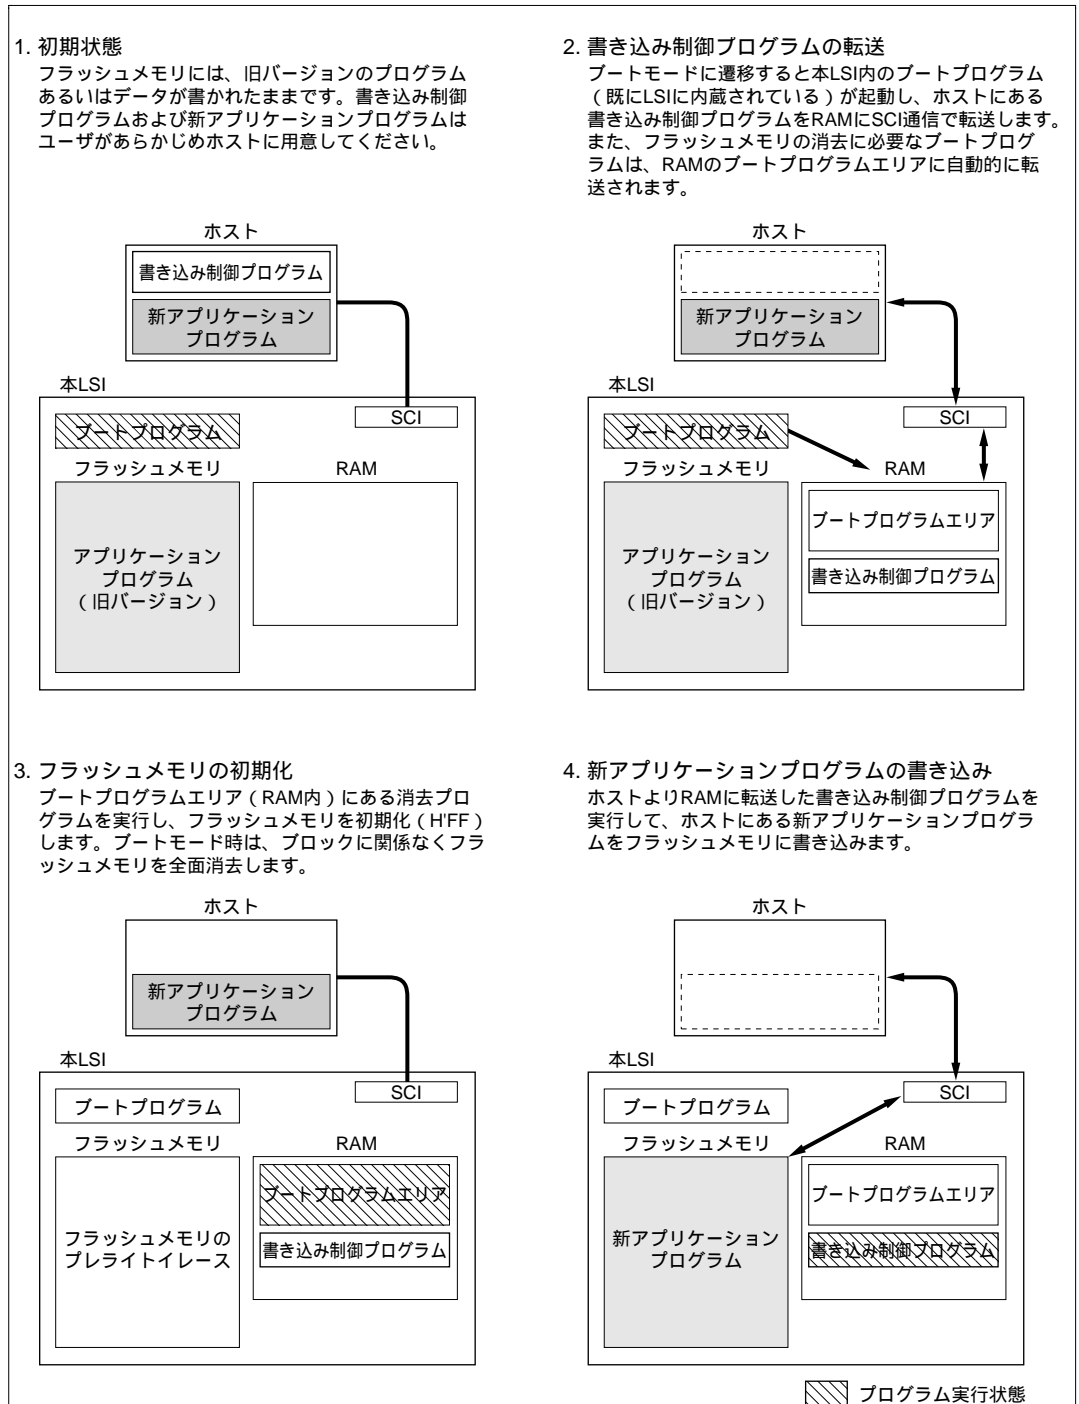 1. 初期状態
フラッシュメモリには、旧バージョンのプログラム
あるいはデータが書かれたままです。書き込み制御
プログラムおよび新アプリケーションプログラムは
ユーザがあらかじめホストに用意してください。
ホスト
書き込み制御プログラム
新アプリケーション
プログラム
本LSI
ブートプログラム
SCI
フラッシュメモリ
RAM
アプリケーション
プログラム
(旧バージョン)
2. 書き込み制御プログラムの転送
ブートモードに遷移すると本LSI内のブートプログラム
(既にLSIに内蔵されている)が起動し、ホストにある
書き込み制御プログラムをRAMにSCI通信で転送します。
また、フラッシュメモリの消去に必要なブートプログ
ラムは、RAMのブートプログラムエリアに自動的に転
送されます。
ホスト
新アプリケーション
プログラム
本LSI
ブートプログラム
SCI
フラッシュメモリ
RAM
アプリケーション
プログラム
(旧バージョン)
ブートプログラムエリア
書き込み制御プログラム
3. フラッシュメモリの初期化
ブートプログラムエリア(RAM内)にある消去プロ
グラムを実行し、フラッシュメモリを初期化(H'FF)
します。ブートモード時は、ブロックに関係なくフラ
ッシュメモリを全面消去します。
ホスト
新アプリケーション
プログラム
本LSI
ブートプログラム
SCI
フラッシュメモリ
RAM
フラッシュメモリの
プレライトイレース
ブートプログラムエリア
書き込み制御プログラム
4. 新アプリケーションプログラムの書き込み
ホストよりRAMに転送した書き込み制御プログラムを
実行して、ホストにある新アプリケーションプログラ
ムをフラッシュメモリに書き込みます。
ホスト
本LSI
ブートプログラム
SCI
フラッシュメモリ
RAM
新アプリケーション
プログラム
ブートプログラムエリア
書き込み制御プログラム
プログラム実行状態